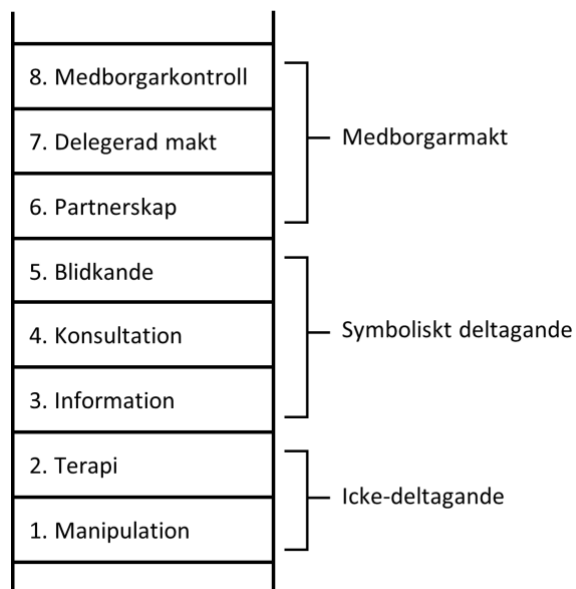 8. Medborgarkontroll
7. Delegerad makt
6. Partnerskap
Medborgarmakt
5. Blidkande
4. Konsultation
3. Information
Symboliskt deltagande
2. Terapi
1. Manipulation
Icke-deltagande